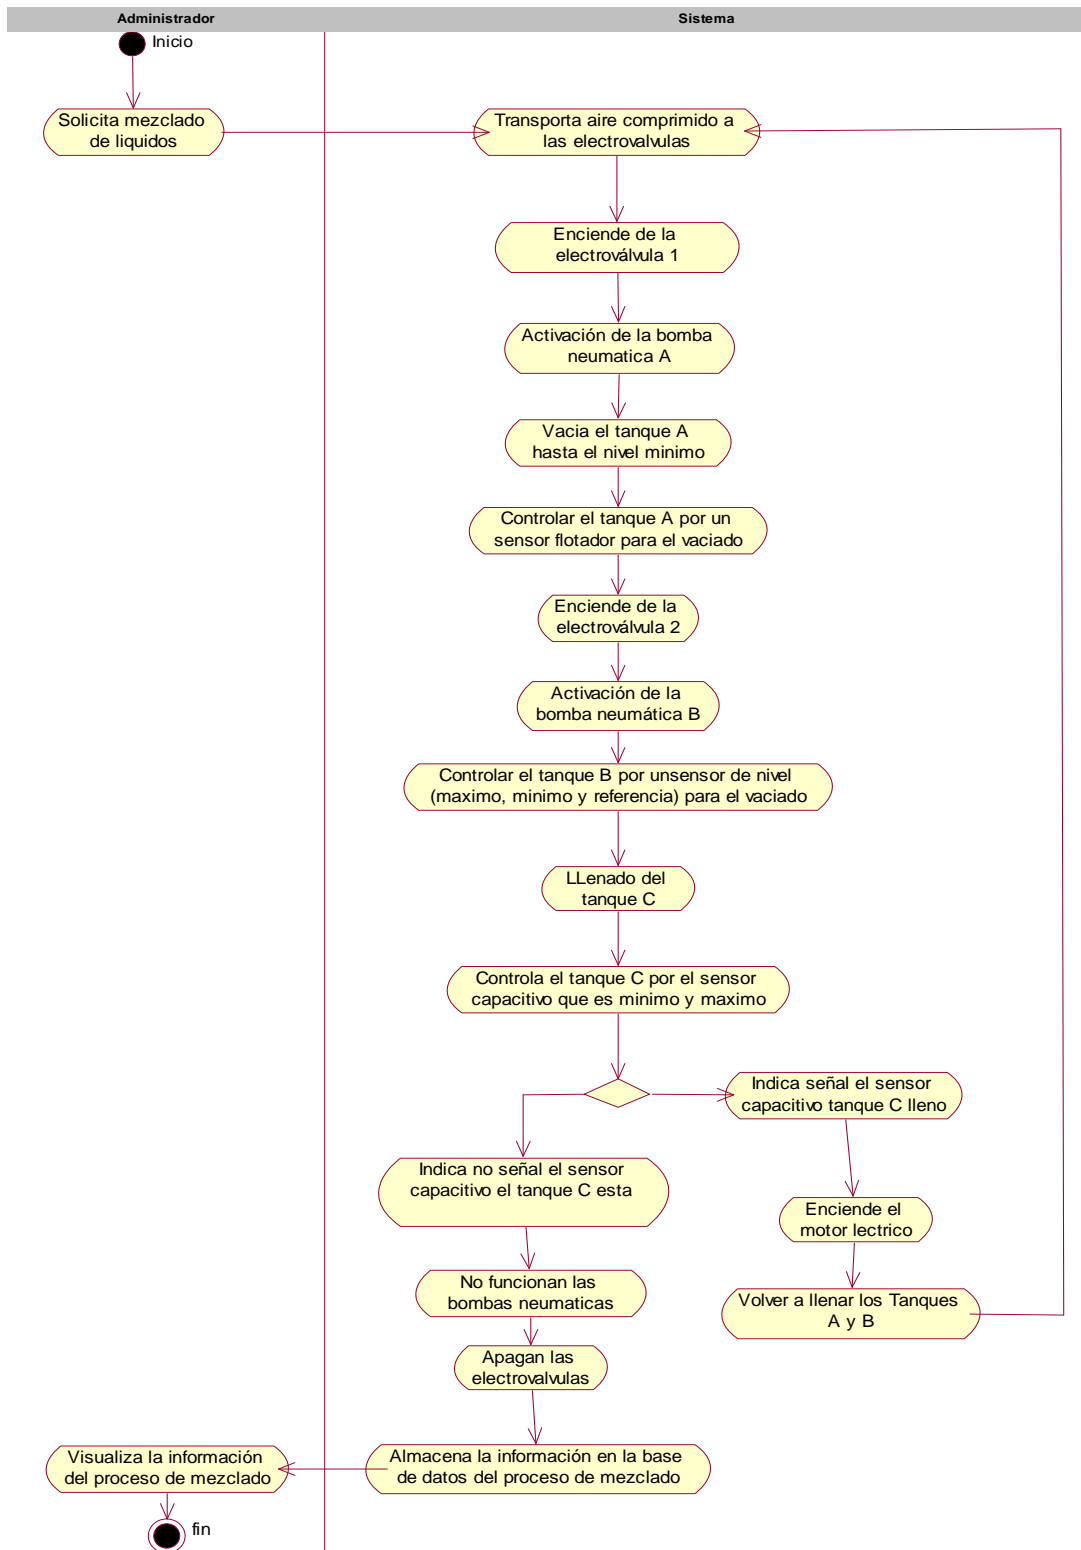 Administrador
Sistema
Inicio
Solicita mezclado
de liquidos
Transporta aire comprimido a
las electrovalvulas
Enciende de la
electroválvula 1
Activación de la bomba
neumatica A
Vacia el tanque A
hasta el nivel minimo
Controlar el tanque A por un
sensor flotador para el vaciado
Enciende de la
electroválvula 2
Activación de la
bomba neumática B
Controlar el tanque B por unsensor de nivel
(maximo, minimo y referencia) para el vaciado
LLenado del
tanque C
Controla el tanque C por el sensor
capacitivo que es minimo y maximo
Indica señal el sensor
capacitivo tanque C lleno
Indica no señal el sensor
capacitivo el tanque C esta
Enciende el
motor lectrico
No funcionan las
bombas neumaticas
Volver a llenar los Tanques
A y B
Apagan las
electrovalvulas
Almacena la información en la base
de datos del proceso de mezclado
Visualiza la información
del proceso de mezclado
fin